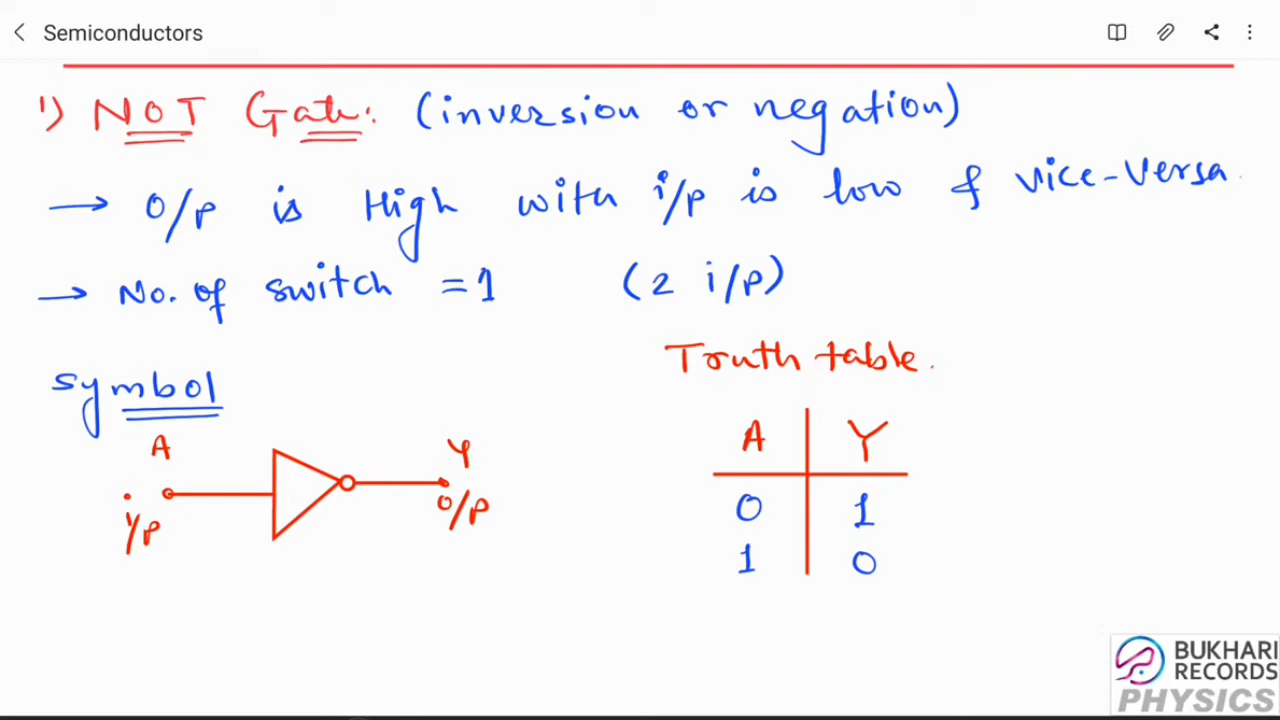 Semiconductors
1) NOT Gate: (inversion or negation)
→ O/P is High with i/p is low & vice-versa.
→ No. of switch = 1 (2 i/p)
Truth table.
symbol
A Y
A Y
0 1
i/p O/P
1 0
BUKHARI
RECORDS
PHYSICS